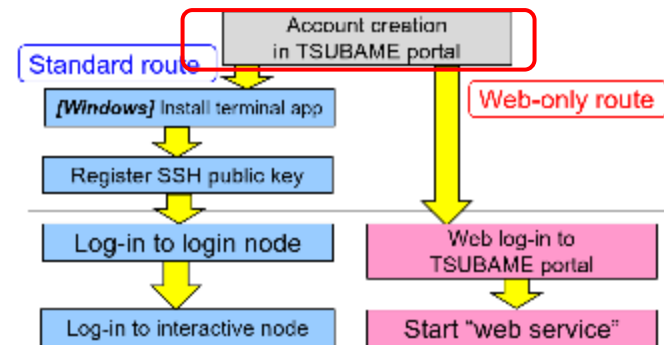 Account creation
in TSUBAME portal
Standard route
[Windows] Install terminal app
Web-only route
Register SSH public key
Log-in to login node
Web log-in to
TSUBAME portal
Log-in to interactive node
Start “web service”